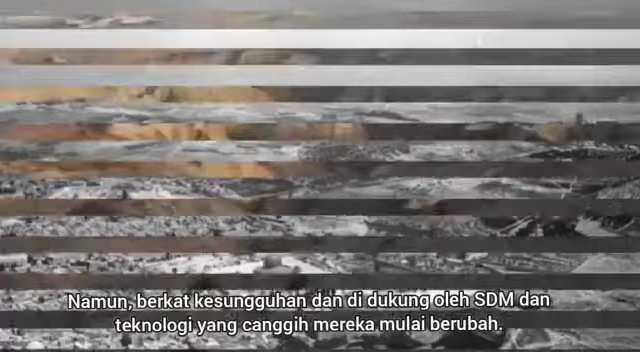 Namun, berkat kesungguhan dan di dukung oleh SDM dan
teknologi yang canggih mereka mulai berubah.